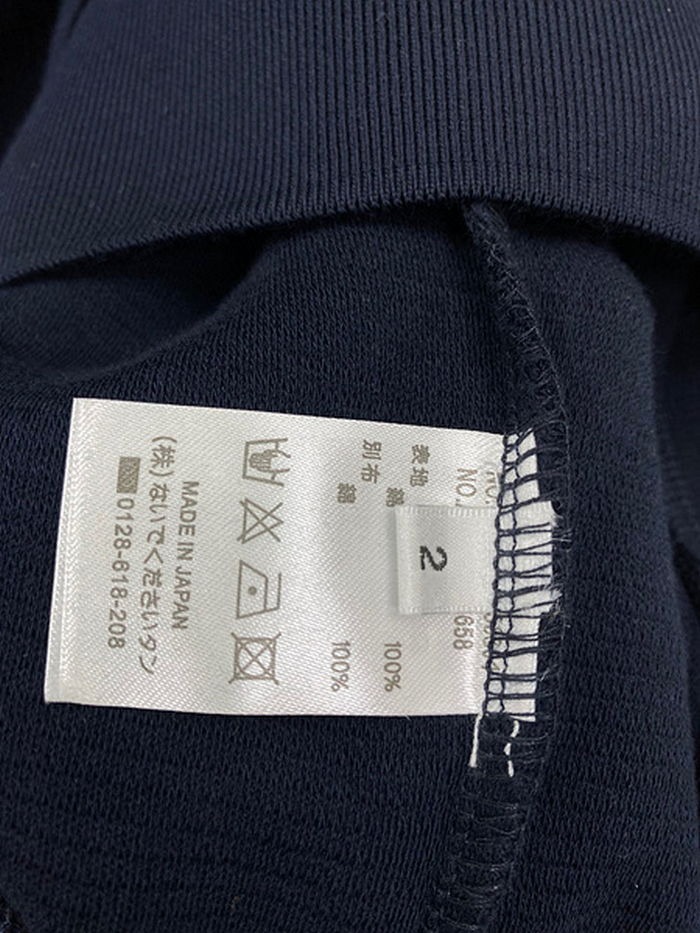 NO.
658
表地 綿 100%
別布 綿 100%
2
MADE IN JAPAN
(株)ないでくださいタン
0128-618-208